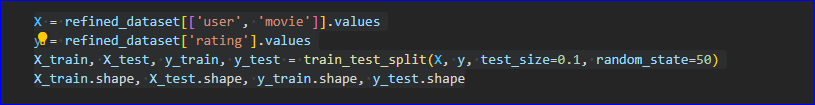 X = refined_dataset[['user', 'movie']].values
y = refined_dataset['rating'].values
X_train, X_test, y_train, y_test = train_test_split(X, y, test_size=0.1, random_state=50)
X_train.shape, X_test.shape, y_train.shape, y_test.shape